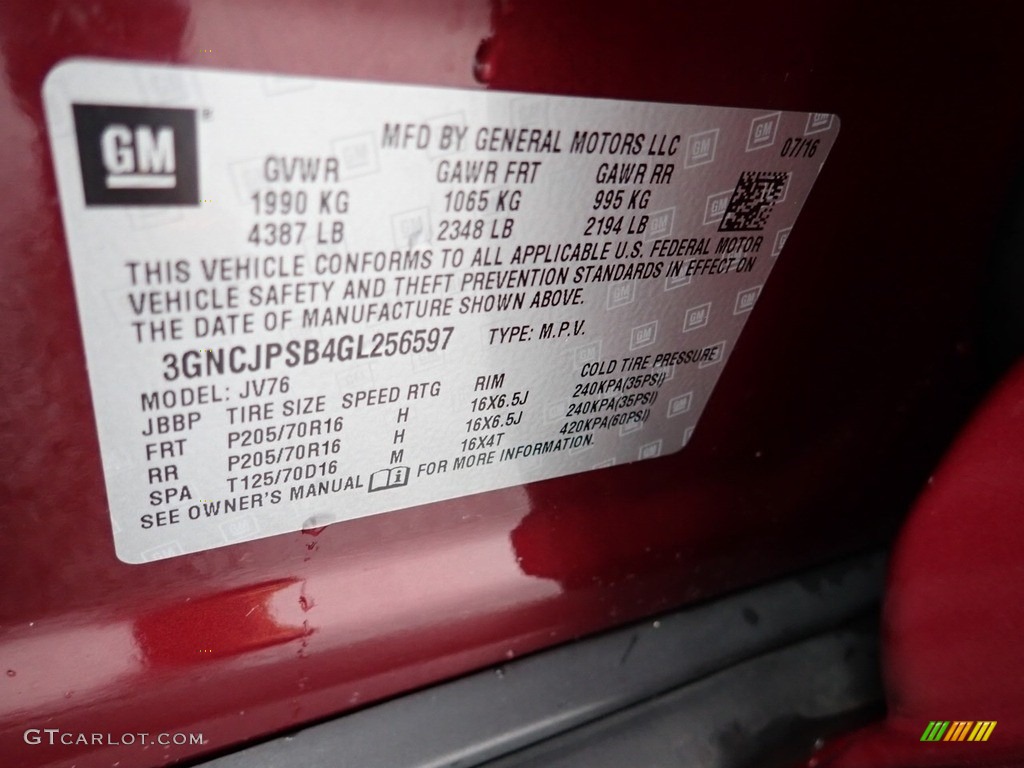 GM
MFD BY GENERAL MOTORS LLC 07/16
GVWR GAWR FRT GAWR RR
1990 KG 1065 KG 995 KG
4387 LB 2348 LB 2194 LB
THIS VEHICLE CONFORMS TO ALL APPLICABLE U.S. FEDERAL MOTOR
VEHICLE SAFETY AND THEFT PREVENTION STANDARDS IN EFFECT ON
THE DATE OF MANUFACTURE SHOWN ABOVE.
3GNCJPSB4GL256597 TYPE: M.P.V.
MODEL: JV76
JBBP TIRE SIZE SPEED RTG RIM COLD TIRE PRESSURE
FRT P205/70R16 H 16X6.5J 240KPA(35PSI)
RR P205/70R16 H 16X6.5J 240KPA(35PSI)
SPA T125/70D16 M 16X4T 420KPA(60PSI)
SEE OWNER'S MANUAL FOR MORE INFORMATION.
GTCARLOT.COM